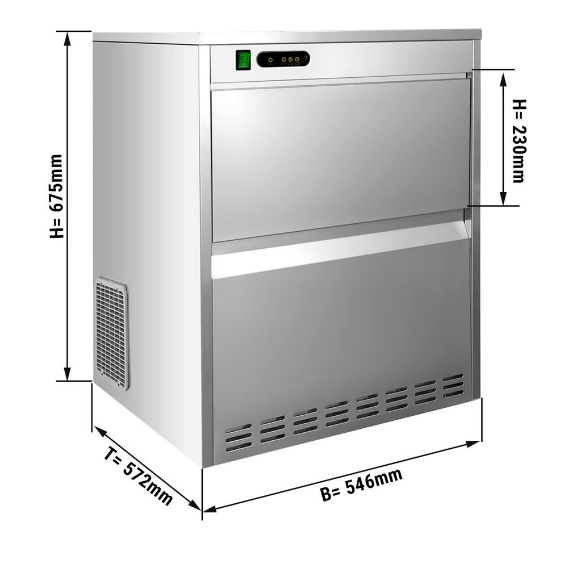 H= 675mm
H= 230mm
T= 572mm
B= 546mm